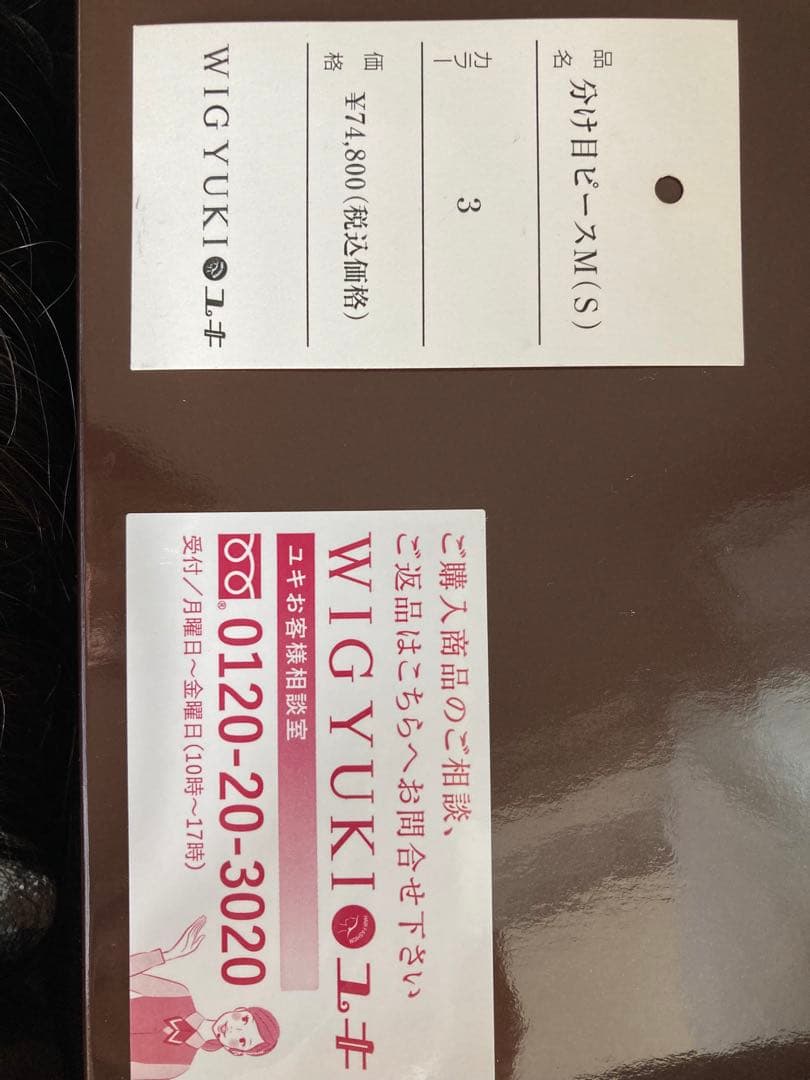 品名 分け目ピースM(S)
カラー 3
価格 ¥74,800(税込価格)
WIG YUKI ユキ
ご購入商品のご相談、
ご返品はこちらへお問合せ下さい
WIG YUKI HAIR FASHION ユキ
ユキお客様相談室
0120-20-3020
受付/月曜日～金曜日(10時～17時)